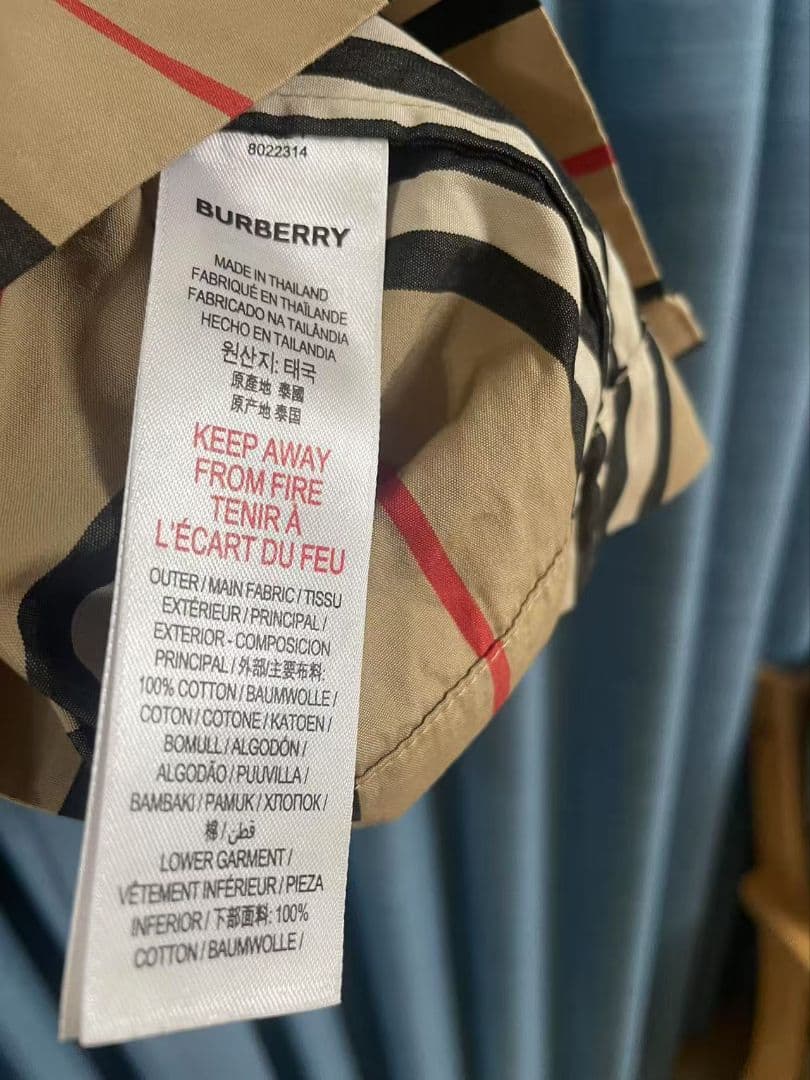 8022314
BURBERRY
MADE IN THAILAND
FABRIQUÉ EN THAÏLANDE
FABRICADO NA TAILÂNDIA
HECHO EN TAILANDIA
원산지: 태국
原產地 泰國
原产地 泰国
KEEP AWAY
FROM FIRE
TENIR À
L'ÉCART DU FEU
OUTER / MAIN FABRIC / TISSU
EXTÉRIEUR / PRINCIPAL /
EXTERIOR - COMPOSICION
PRINCIPAL / 外部/主要布料:
100% COTTON / BAUMWOLLE /
COTON / COTONE / KATOEN /
BOMULL / ALGODÓN /
ALGODÃO / PUUVILLA /
BAMBAKI / PAMUK / ХЛОПОК /
棉 / قطن
LOWER GARMENT /
VÊTEMENT INFÉRIEUR / PIEZA
INFERIOR / 下部面料: 100%
COTTON / BAUMWOLLE /